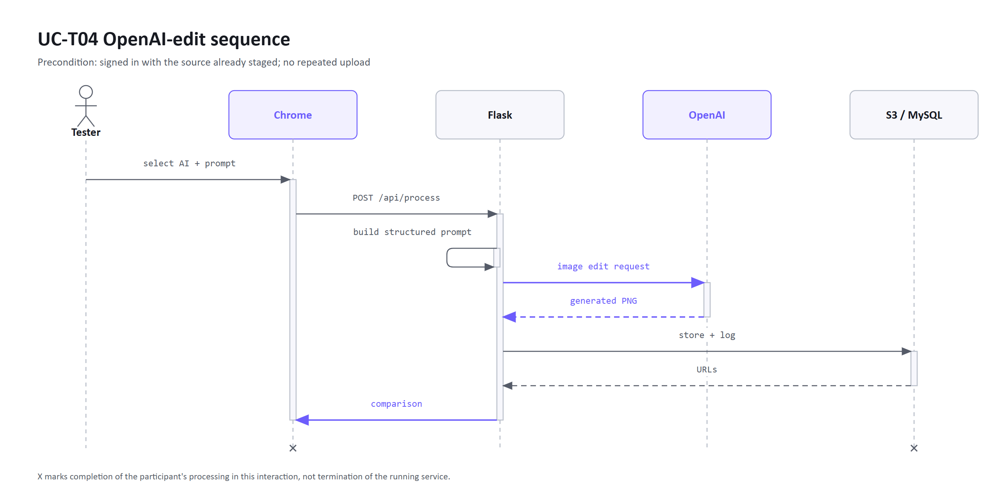 UC-T04 OpenAI-edit sequence
Precondition: signed in with the source already staged; no repeated upload
Tester
Chrome
Flask
OpenAI
S3 / MySQL
select AI + prompt
POST /api/process
build structured prompt
image edit request
generated PNG
store + log
URLs
comparison
X marks completion of the participant's processing in this interaction, not termination of the running service.